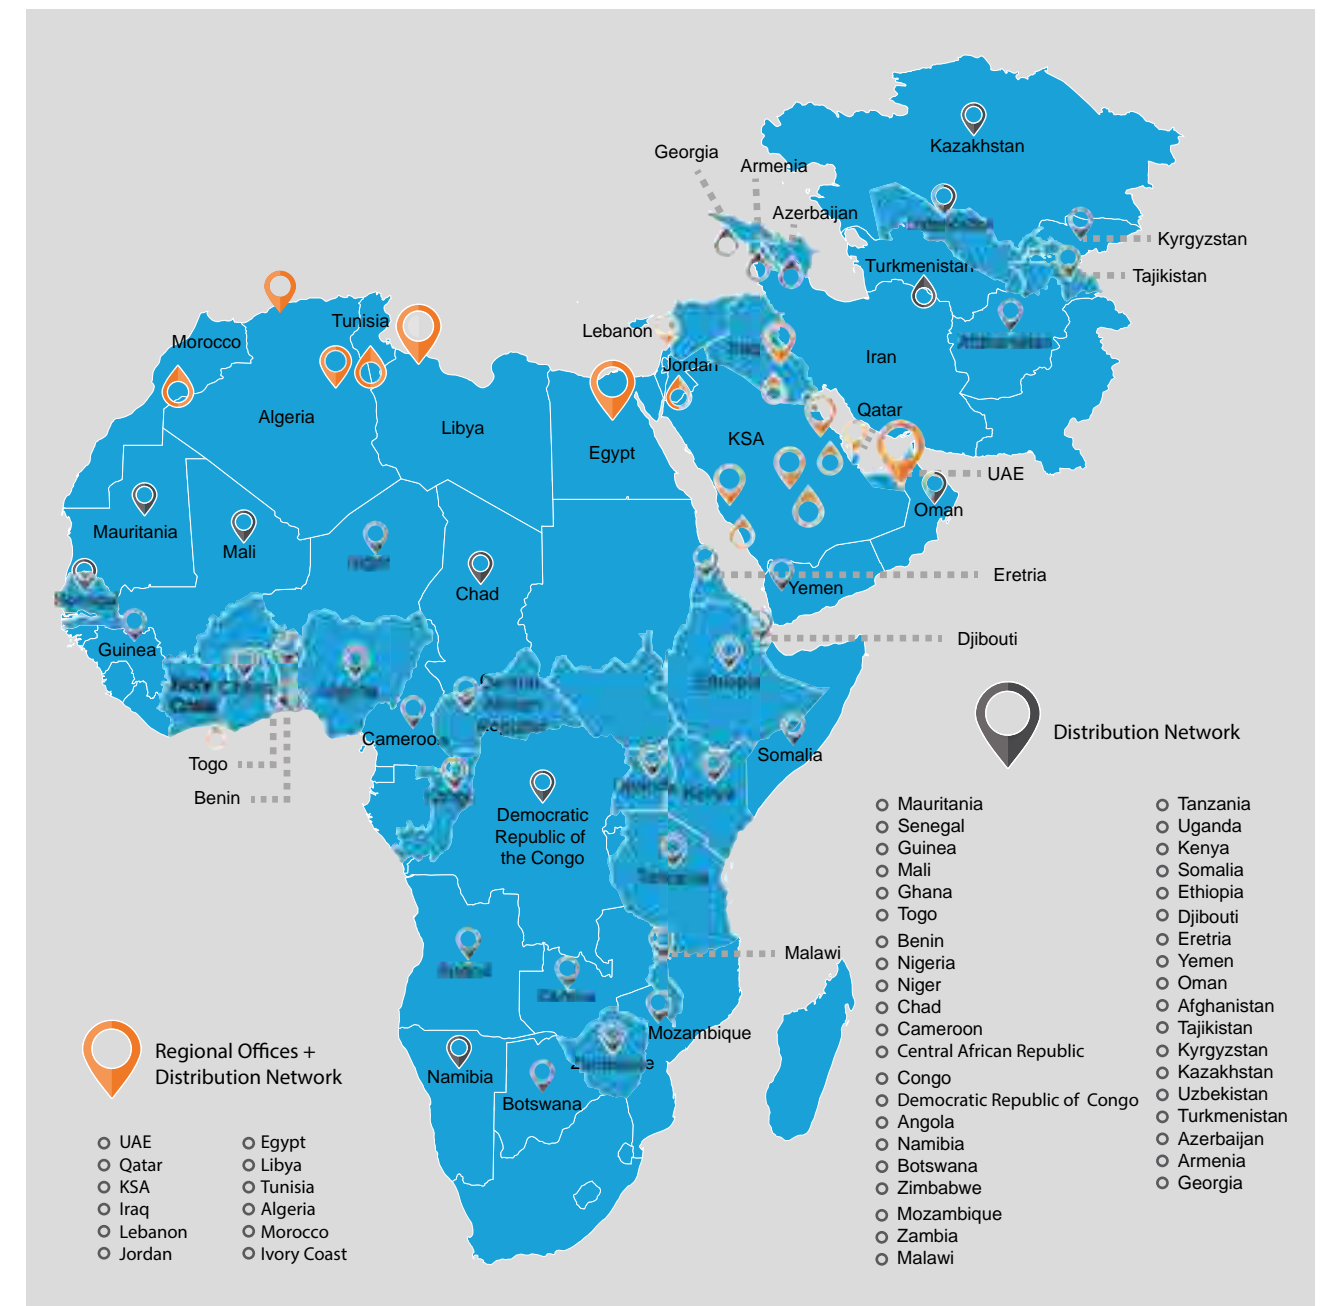 Kazakhstan
Georgia
Armenia
Azerbaijan
Kyrgyzstan
Turkmenistan
Tajikistan
Tunisia
Lebanon
Morocco
Iran
Jordan
Qatar
Algeria
Libya
KSA
Egypt
UAE
Oman
Mauritania
Mali
Chad
Eretria
Yemen
Djibouti
Guinea
Cameroo
Somalia
Togo
Benin
Democratic
Republic of
the Congo
Malawi
Mozambique
Namibia
Botswana
Distribution Network
Mauritania
Senegal
Guinea
Mali
Ghana
Togo
Benin
Nigeria
Niger
Chad
Cameroon
Central African Republic
Congo
Democratic Republic of Congo
Angola
Namibia
Botswana
Zimbabwe
Mozambique
Zambia
Malawi
Tanzania
Uganda
Kenya
Somalia
Ethiopia
Djibouti
Eretria
Yemen
Oman
Afghanistan
Tajikistan
Kyrgyzstan
Kazakhstan
Uzbekistan
Turkmenistan
Azerbaijan
Armenia
Georgia
Regional Offices +
Distribution Network
UAE
Qatar
KSA
Iraq
Lebanon
Jordan
Egypt
Libya
Tunisia
Algeria
Morocco
Ivory Coast